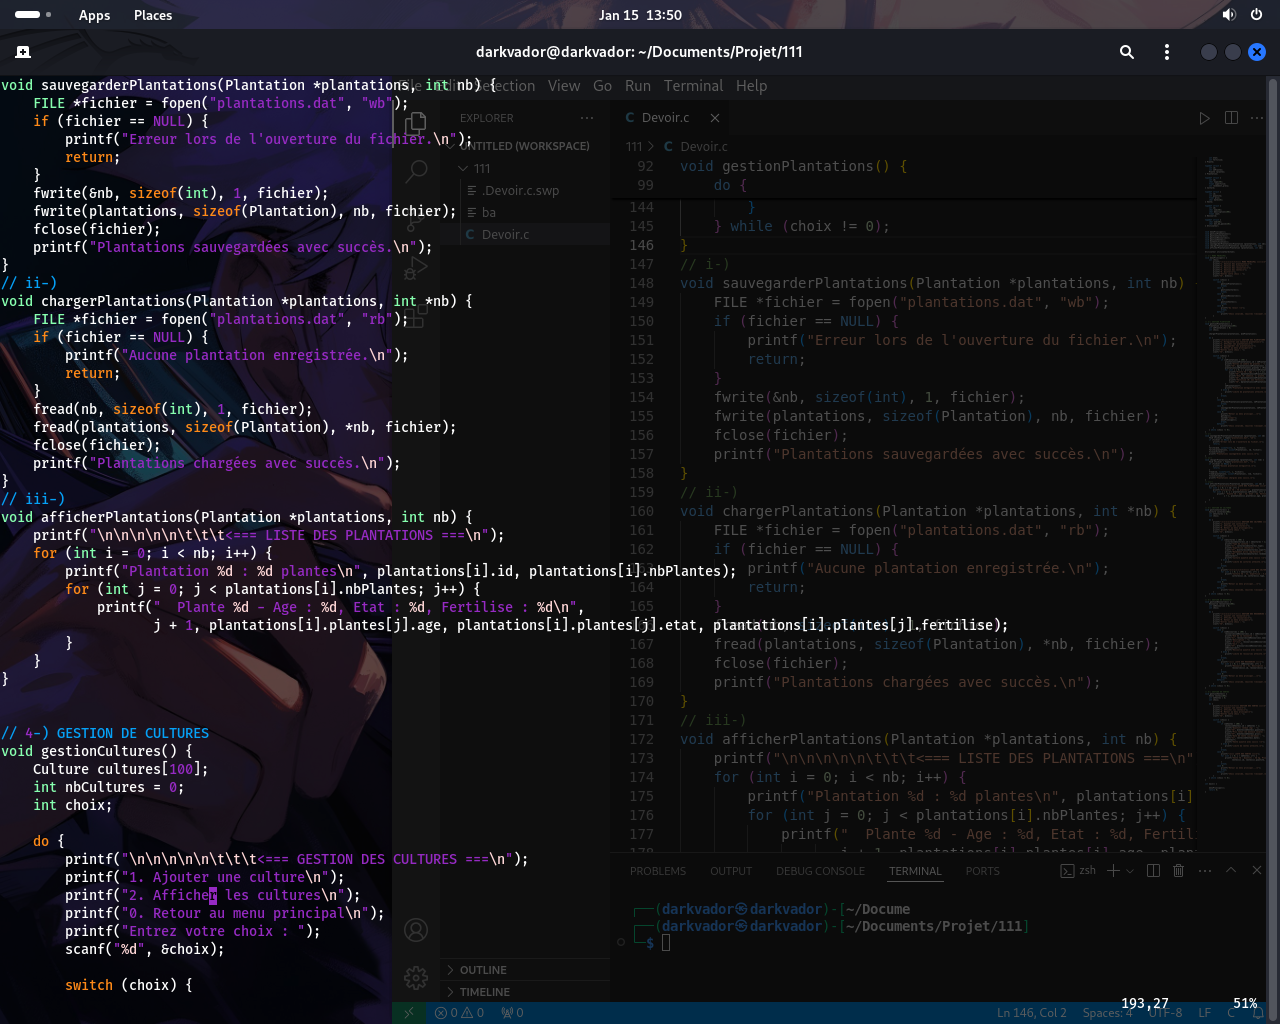 Apps Places
Jan 15 13:50
darkvador@darkvador: ~/Documents/Projet/111
void sauvegarderPlantations(Plantation *plantations, int nb) {
    FILE *fichier = fopen("plantations.dat", "wb");
    if (fichier == NULL) {
        printf("Erreur lors de l'ouverture du fichier.\n");
        return;
    }
    fwrite(&nb, sizeof(int), 1, fichier);
    fwrite(plantations, sizeof(Plantation), nb, fichier);
    fclose(fichier);
    printf("Plantations sauvegardées avec succès.\n");
}
// ii-)
void chargerPlantations(Plantation *plantations, int *nb) {
    FILE *fichier = fopen("plantations.dat", "rb");
    if (fichier == NULL) {
        printf("Aucune plantation enregistrée.\n");
        return;
    }
    fread(nb, sizeof(int), 1, fichier);
    fread(plantations, sizeof(Plantation), *nb, fichier);
    fclose(fichier);
    printf("Plantations chargées avec succès.\n");
}
// iii-)
void afficherPlantations(Plantation *plantations, int nb) {
    printf("\n\n\n\n\n\t\t\t<=== LISTE DES PLANTATIONS ===\n");
    for (int i = 0; i < nb; i++) {
        printf("Plantation %d : %d plantes\n", plantations[i].id, plantations[i].nbPlantes);
        for (int j = 0; j < plantations[i].nbPlantes; j++) {
            printf("  Plante %d - Age : %d, Etat : %d, Fertilise : %d\n",
                   j + 1, plantations[i].plantes[j].age, plantations[i].plantes[j].etat, plantations[i].plantes[j].fertilise);
        }
    }
}
// 4-) GESTION DE CULTURES
void gestionCultures() {
    Culture cultures[100];
    int nbCultures = 0;
    int choix;
    do {
        printf("\n\n\n\n\n\t\t\t<=== GESTION DES CULTURES ===\n");
        printf("1. Ajouter une culture\n");
        printf("2. Afficher les cultures\n");
        printf("0. Retour au menu principal\n");
        printf("Entrez votre choix : ");
        scanf("%d", &choix);
        switch (choix) {
193,27 51%
File Edit Selection View Go Run Terminal Help
EXPLORER ...
UNTITLED (WORKSPACE)
111
.Devoir.c.swp
ba
C Devoir.c
OUTLINE
TIMELINE
C Devoir.c
111 > C Devoir.c
92 void gestionPlantations() {
99     do {
144         }
145     } while (choix != 0);
146 }
147 // i-)
148 void sauvegarderPlantations(Plantation *plantations, int nb)
149     FILE *fichier = fopen("plantations.dat", "wb");
150     if (fichier == NULL) {
151         printf("Erreur lors de l'ouverture du fichier.\n");
152         return;
153     }
154     fwrite(&nb, sizeof(int), 1, fichier);
155     fwrite(plantations, sizeof(Plantation), nb, fichier);
156     fclose(fichier);
157     printf("Plantations sauvegardées avec succès.\n");
158 }
159 // ii-)
160 void chargerPlantations(Plantation *plantations, int *nb) {
161     FILE *fichier = fopen("plantations.dat", "rb");
162     if (fichier == NULL) {
printf("Aucune plantation enregistrée.\n");
164         return;
165     }
167     fread(plantations, sizeof(Plantation), *nb, fichier);
168     fclose(fichier);
169     printf("Plantations chargées avec succès.\n");
170 }
171 // iii-)
172 void afficherPlantations(Plantation *plantations, int nb) {
173     printf("\n\n\n\n\n\t\t\t<=== LISTE DES PLANTATIONS ===\n"
174     for (int i = 0; i < nb; i++) {
175         printf("Plantation %d : %d plantes\n", plantations[i]
176         for (int j = 0; j < plantations[i].nbPlantes; j++) {
177             printf("  Plante %d - Age : %d, Etat : %d, Fertili
PROBLEMS OUTPUT DEBUG CONSOLE TERMINAL PORTS
zsh
(darkvador㉿darkvador)-[~/Docume
(darkvador㉿darkvador)-[~/Documents/Projet/111]
$
0 0 0
Ln 146, Col 2 Spaces: 4 UTF-8 LF C